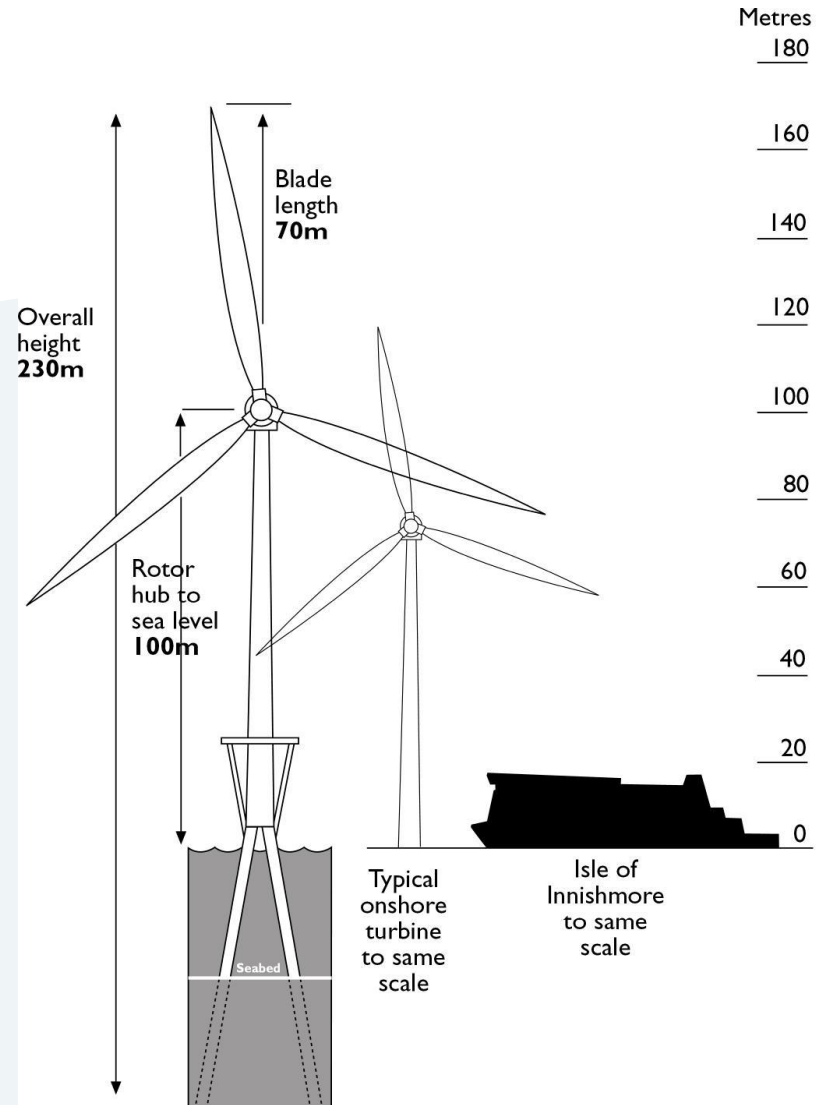 Metres
180
160
140
120
100
80
60
40
20
0
Blade
length
70m
Overall
height
230m
Rotor
hub to
sea level
100m
Seabed
Typical
onshore
turbine
to same
scale
Isle of
Innishmore
to same
scale